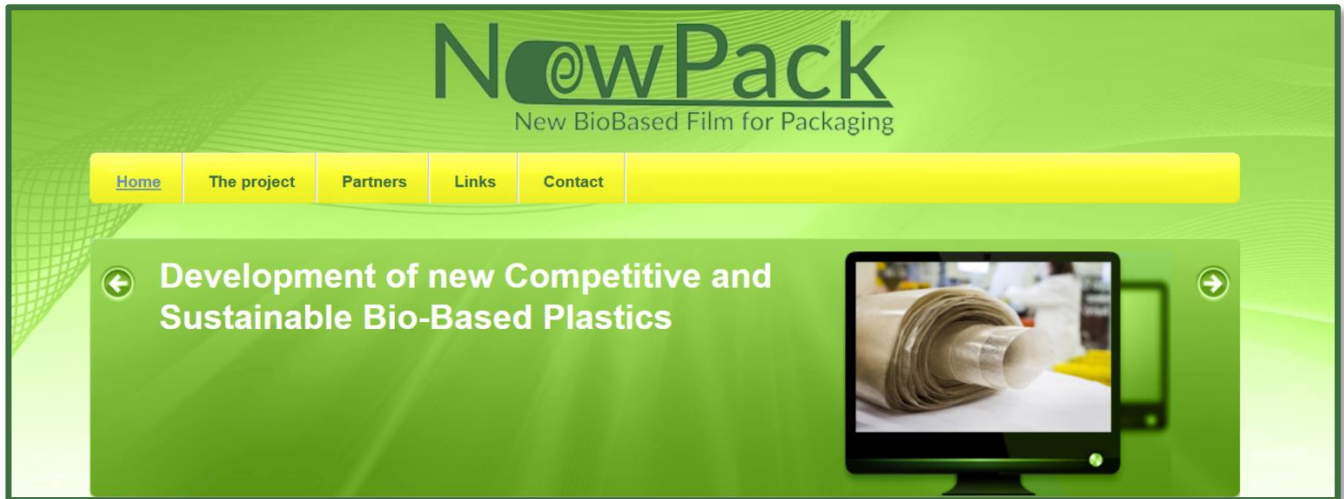 NewPack
New BioBased Film for Packaging
Home The project Partners Links Contact
Development of new Competitive and
Sustainable Bio-Based Plastics